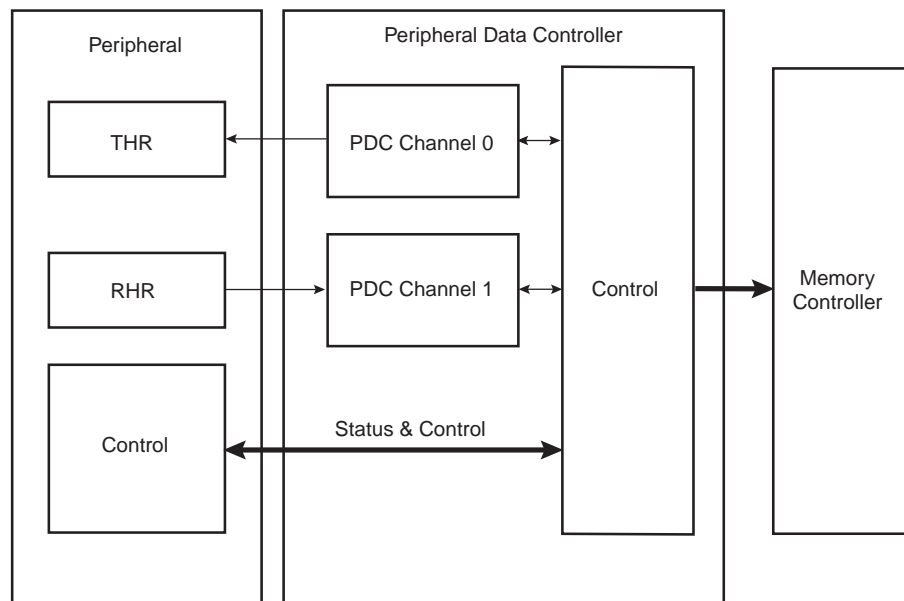 Peripheral
Peripheral Data Controller
THR
PDC Channel 0
RHR
PDC Channel 1
Control
Memory
Controller
Control
Status & Control